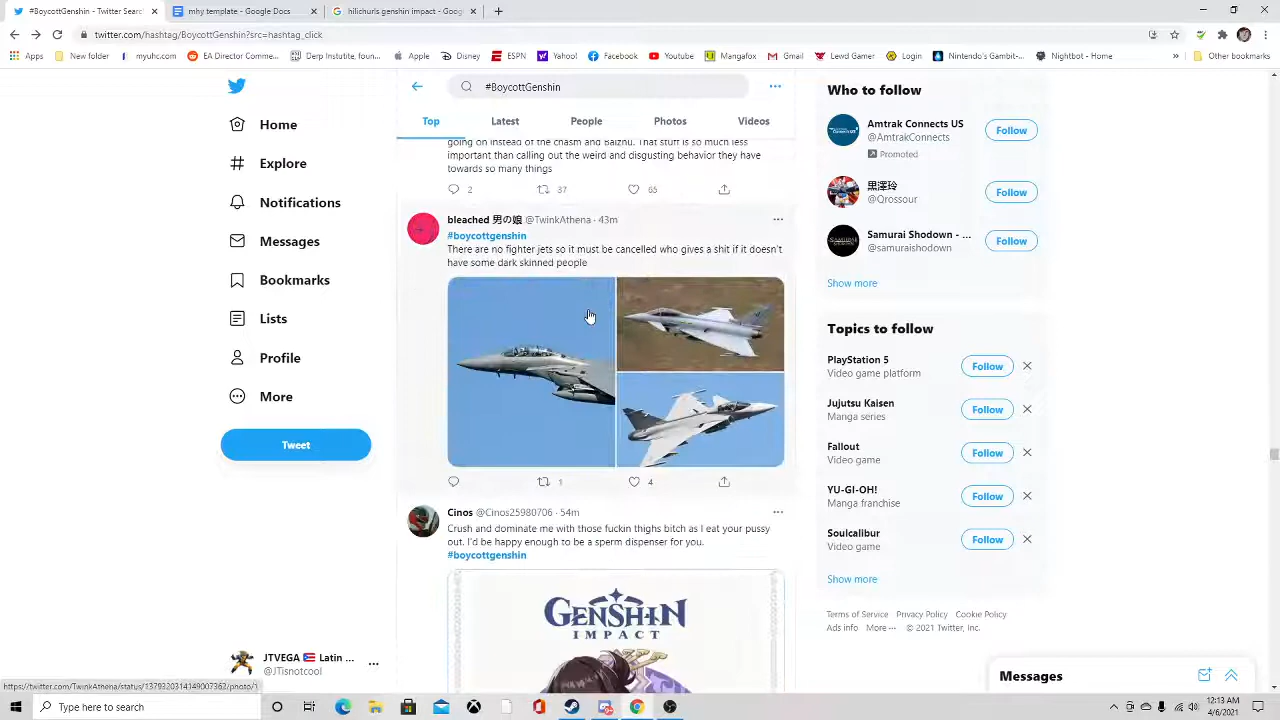 #BoycottGenshin - Twitter Search
mhy template - Google Docs
hilichurls genshin impact - Goog
twitter.com/hashtag/BoycottGenshin?src=hashtag_click
Apps
New folder
myuhc.com
EA Director Comme...
Derp Institute, foun...
Apple
Disney
ESPN
Yahoo!
Facebook
YouTube
Mangafox
Gmail
Lewd Gamer
Login
Nintendo's Gambit-...
Nightbot - Home
Other bookmarks
Home
Explore
Notifications
Messages
Bookmarks
Lists
Profile
More
Tweet
JTVEGA 🇵🇷 Latin ...
@JTisnotcool
#BoycottGenshin
Top
Latest
People
Photos
Videos
going on instead of the chasm and Baizhu. That stuff is so much less
important than calling out the weird and disgusting behavior they have
towards so many things
2
37
65
bleached 男の娘 @TwinkAthena · 43m
#boycottgenshin
There are no fighter jets so it must be cancelled who gives a shit if it doesn't
have some dark skinned people
1
4
Cinos @Cinos25980706 · 54m
Crush and dominate me with those fuckin thighs bitch as I eat your pussy
out. I'd be happy enough to be a sperm dispenser for you.
#boycottgenshin
GENSHIN
IMPACT
Who to follow
Amtrak Connects US
@AmtrakConnects
Follow
Promoted
黒澤玲
@Qrossour
Follow
Samurai Shodown - ...
@samuraishodown
Follow
Show more
Topics to follow
PlayStation 5
Video game platform
Follow
Jujutsu Kaisen
Manga series
Follow
Fallout
Video game
Follow
YU-GI-OH!
Manga franchise
Follow
Soulcalibur
Video game
Follow
Show more
Terms of Service Privacy Policy Cookie Policy
Ads info More ··· © 2021 Twitter, Inc.
Messages
https://twitter.com/TwinkAthena/status/1379320314149007363/photo/1
Type here to search
12:13 AM
4/6/2021